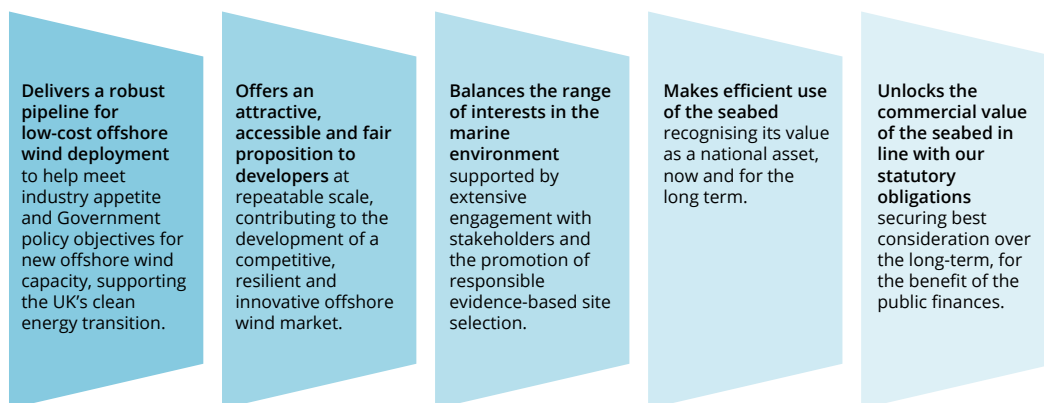 Delivers a robust
pipeline for
low-cost offshore
wind deployment
to help meet
industry appetite
and Government
policy objectives for
new offshore wind
capacity, supporting
the UK's clean
energy transition.
Offers an
attractive,
accessible and fair
proposition to
developers at
repeatable scale,
contributing to the
development of a
competitive,
resilient and
innovative offshore
wind market.
Balances the range
of interests in the
marine
environment
supported by
extensive
engagement with
stakeholders and
the promotion of
responsible
evidence-based site
selection.
Makes efficient use
of the seabed
recognising its value
as a national asset,
now and for the
long term.
Unlocks the
commercial value
of the seabed in
line with our
statutory
obligations
securing best
consideration over
the long-term, for
the benefit of the
public finances.